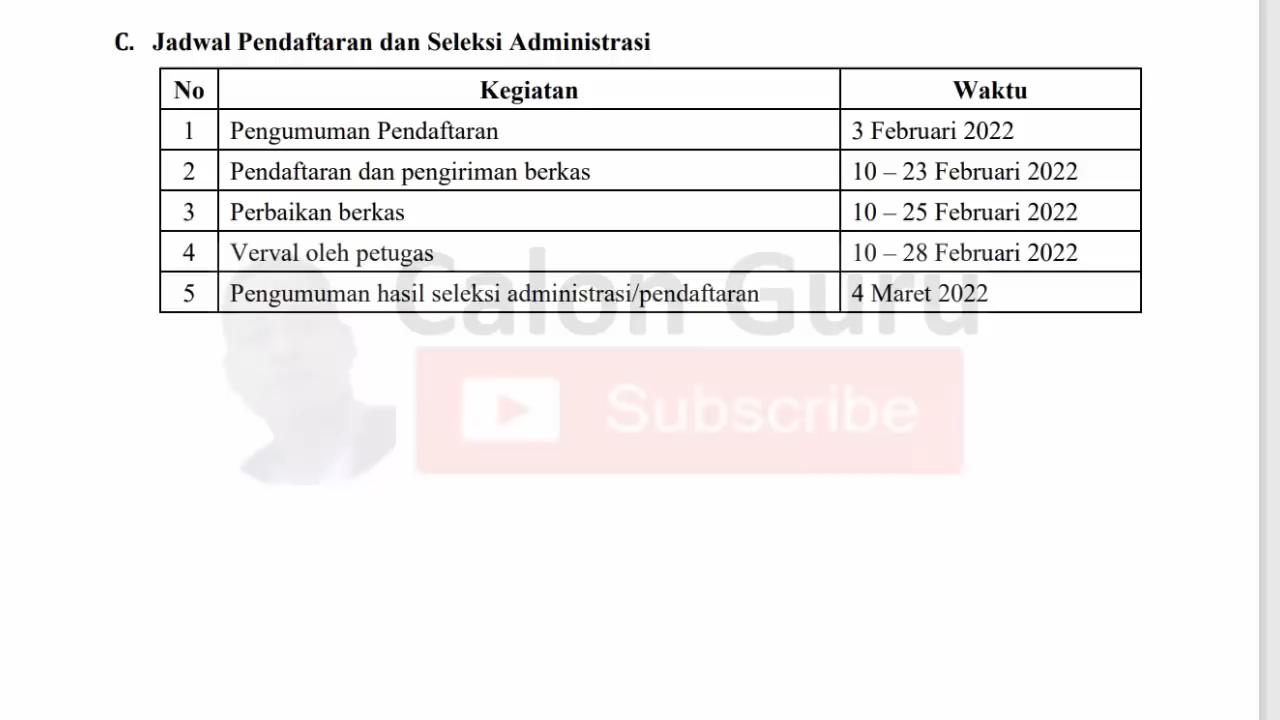 C. Jadwal Pendaftaran dan Seleksi Administrasi
No Kegiatan Waktu
1 Pengumuman Pendaftaran 3 Februari 2022
2 Pendaftaran dan pengiriman berkas 10 – 23 Februari 2022
3 Perbaikan berkas 10 – 25 Februari 2022
4 Verval oleh petugas 10 – 28 Februari 2022
5 Pengumuman hasil seleksi administrasi/pendaftaran 4 Maret 2022
Calon Guru
Subscribe